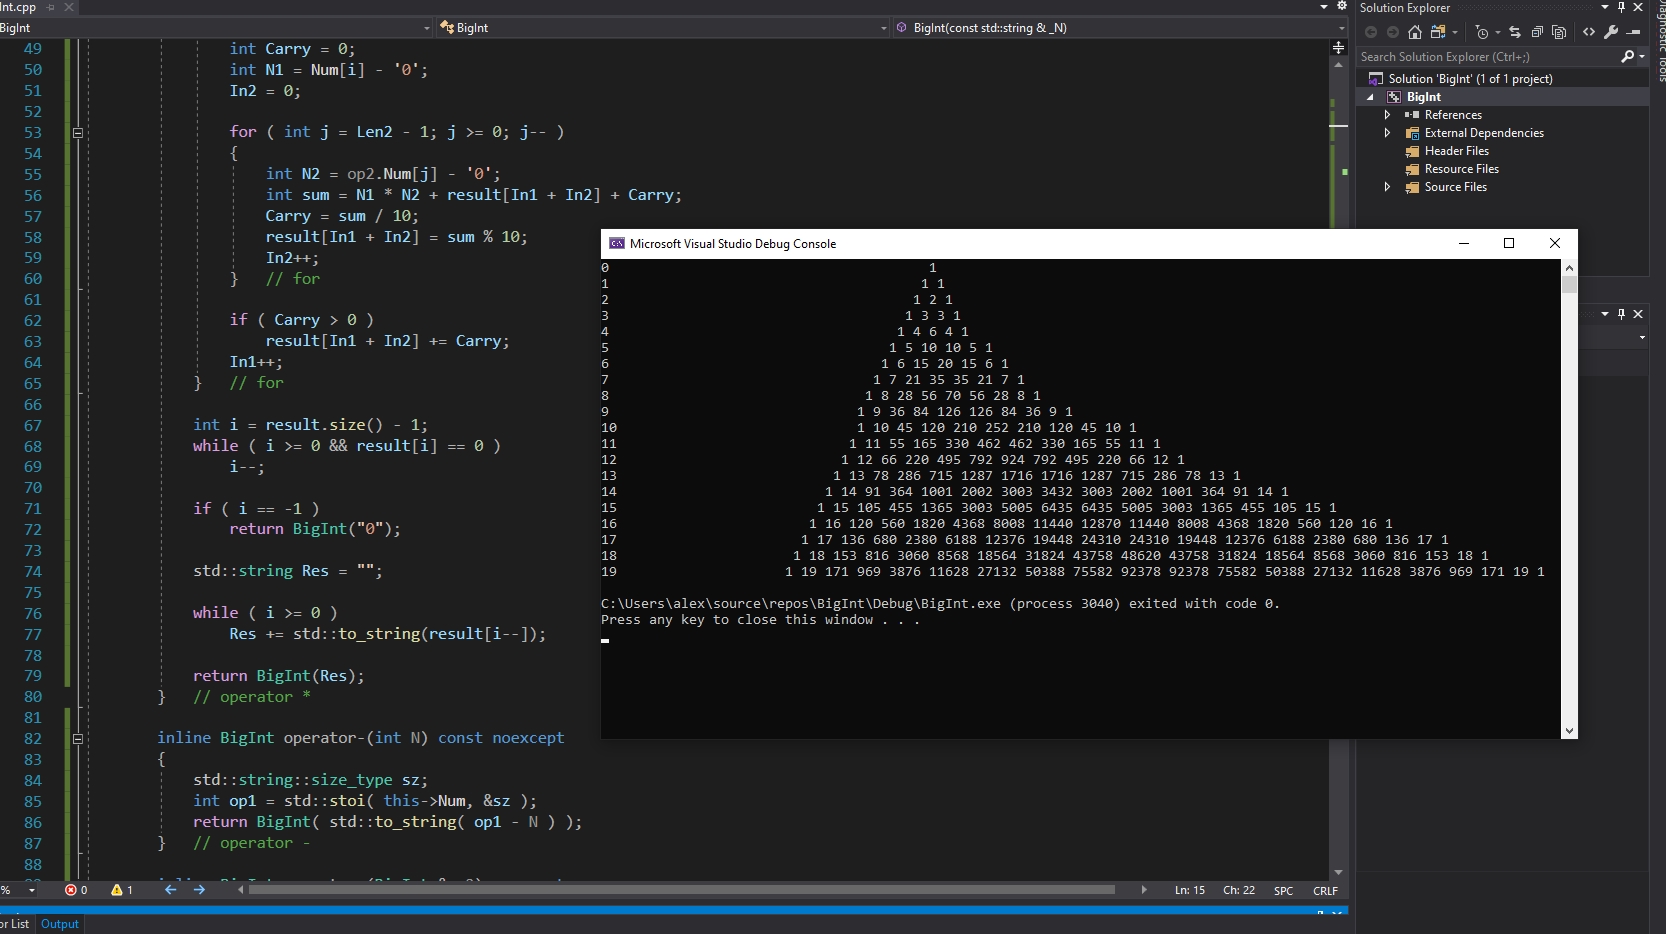 Int.cpp
BigInt
BigInt
BigInt(const std::string & _N)
49 int Carry = 0;
50 int N1 = Num[i] - '0';
51 In2 = 0;
52
53 for ( int j = Len2 - 1; j >= 0; j-- )
54 {
55 int N2 = op2.Num[j] - '0';
56 int sum = N1 * N2 + result[In1 + In2] + Carry;
57 Carry = sum / 10;
58 result[In1 + In2] = sum % 10;
59 In2++;
60 } // for
61
62 if ( Carry > 0 )
63 result[In1 + In2] += Carry;
64 In1++;
65 } // for
66
67 int i = result.size() - 1;
68 while ( i >= 0 && result[i] == 0 )
69 i--;
70
71 if ( i == -1 )
72 return BigInt("0");
73
74 std::string Res = "";
75
76 while ( i >= 0 )
77 Res += std::to_string(result[i--]);
78
79 return BigInt(Res);
80 } // operator *
81
82 inline BigInt operator-(int N) const noexcept
83 {
84 std::string::size_type sz;
85 int op1 = std::stoi( this->Num, &sz );
86 return BigInt( std::to_string( op1 - N ) );
87 } // operator -
88
%
0
1
Ln: 15
Ch: 22
SPC
CRLF
or List
Output
Microsoft Visual Studio Debug Console
0 1
1 1 1
2 1 2 1
3 1 3 3 1
4 1 4 6 4 1
5 1 5 10 10 5 1
6 1 6 15 20 15 6 1
7 1 7 21 35 35 21 7 1
8 1 8 28 56 70 56 28 8 1
9 1 9 36 84 126 126 84 36 9 1
10 1 10 45 120 210 252 210 120 45 10 1
11 1 11 55 165 330 462 462 330 165 55 11 1
12 1 12 66 220 495 792 924 792 495 220 66 12 1
13 1 13 78 286 715 1287 1716 1716 1287 715 286 78 13 1
14 1 14 91 364 1001 2002 3003 3432 3003 2002 1001 364 91 14 1
15 1 15 105 455 1365 3003 5005 6435 6435 5005 3003 1365 455 105 15 1
16 1 16 120 560 1820 4368 8008 11440 12870 11440 8008 4368 1820 560 120 16 1
17 1 17 136 680 2380 6188 12376 19448 24310 24310 19448 12376 6188 2380 680 136 17 1
18 1 18 153 816 3060 8568 18564 31824 43758 48620 43758 31824 18564 8568 3060 816 153 18 1
19 1 19 171 969 3876 11628 27132 50388 75582 92378 92378 75582 50388 27132 11628 3876 969 171 19 1
C:\Users\alex\source\repos\BigInt\Debug\BigInt.exe (process 3040) exited with code 0.
Press any key to close this window . . .
Solution Explorer
Search Solution Explorer (Ctrl+;)
Solution 'BigInt' (1 of 1 project)
BigInt
References
External Dependencies
Header Files
Resource Files
Source Files
Diagnostic Tools